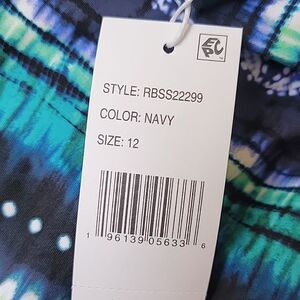 STYLE: RBSS22299
COLOR: NAVY
SIZE: 12
1 96139 05633 6